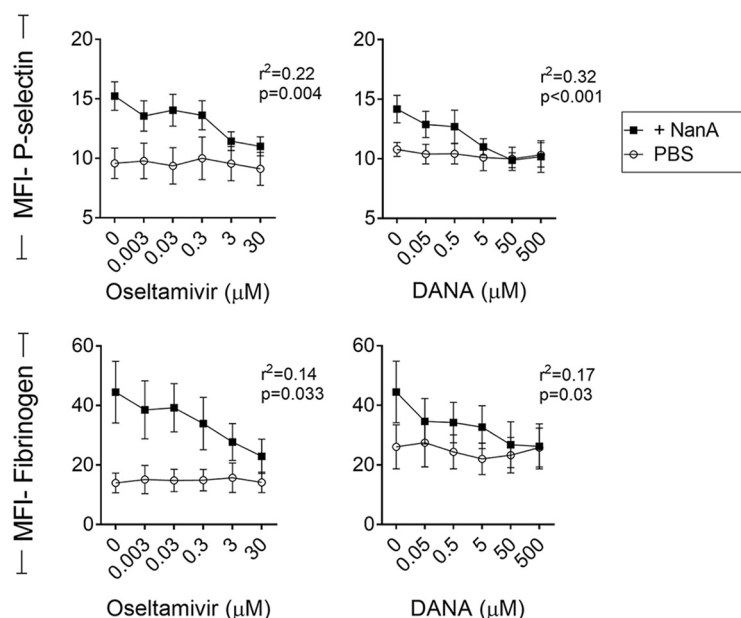 MFI- P-selectin
20
15
10
5
r²=0.22
p=0.004
0
0.003
0.03
0.3
3
30
Oseltamivir (µM)
20
15
10
5
r²=0.32
p<0.001
0
0.05
0.5
5
50
500
DANA (µM)
+ NanA
PBS
MFI- Fibrinogen
60
40
20
0
r²=0.14
p=0.033
0
0.003
0.03
0.3
3
30
Oseltamivir (µM)
60
40
20
0
r²=0.17
p=0.03
0
0.05
0.5
5
50
500
DANA (µM)